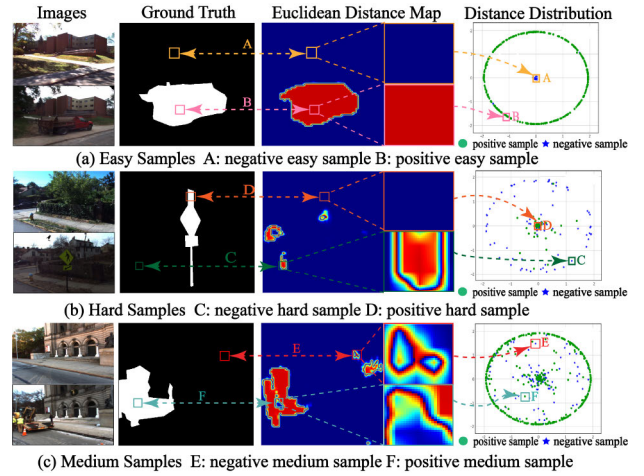 Images Ground Truth Euclidean Distance Map Distance Distribution
A
A
B
B
positive sample negative sample
(a) Easy Samples A: negative easy sample B: positive easy sample
D
D
C
C
positive sample negative sample
(b) Hard Samples C: negative hard sample D: positive hard sample
E
E
F
F
positive sample negative sample
(c) Medium Samples E: negative medium sample F: positive medium sample